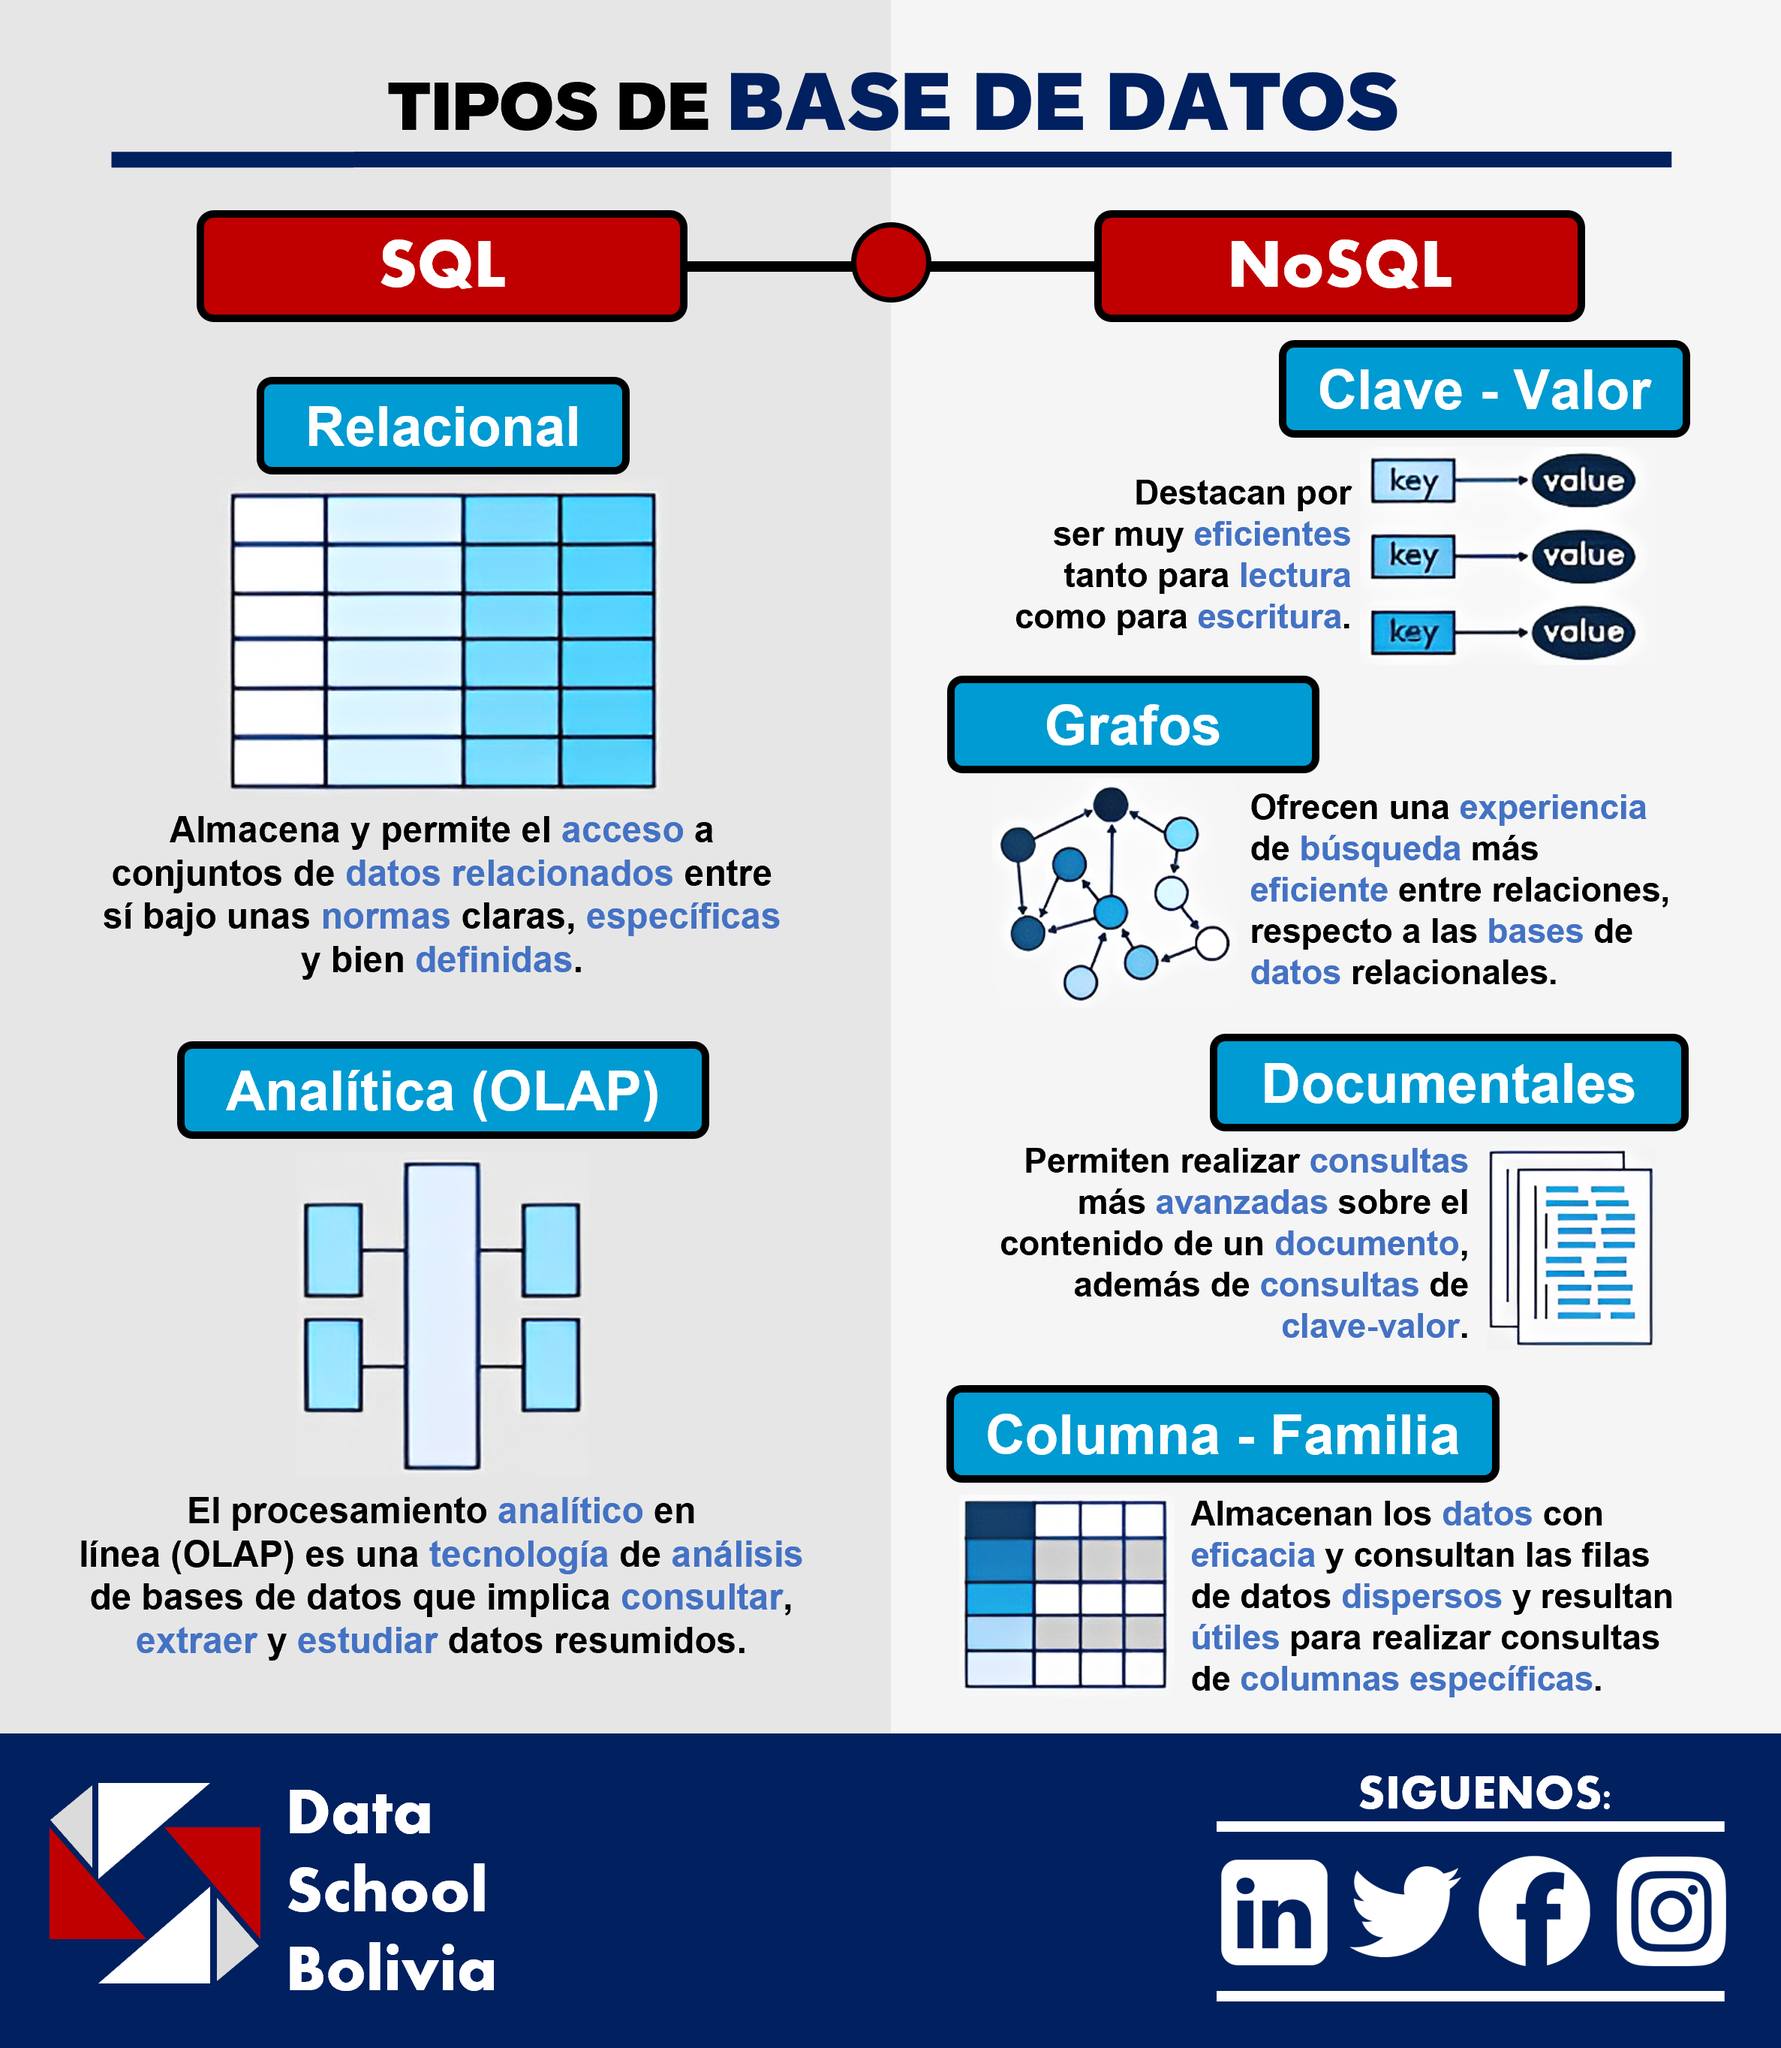 TIPOS DE BASE DE DATOS
SQL
NoSQL
Relacional
Almacena y permite el acceso a
conjuntos de datos relacionados entre
sí bajo unas normas claras, específicas
y bien definidas.
Analítica (OLAP)
El procesamiento analítico en
línea (OLAP) es una tecnología de análisis
de bases de datos que implica consultar,
extraer y estudiar datos resumidos.
Clave - Valor
Destacan por
ser muy eficientes
tanto para lectura
como para escritura.
key value
key value
key value
Grafos
Ofrecen una experiencia
de búsqueda más
eficiente entre relaciones,
respecto a las bases de
datos relacionales.
Documentales
Permiten realizar consultas
más avanzadas sobre el
contenido de un documento,
además de consultas de
clave-valor.
Columna - Familia
Almacenan los datos con
eficacia y consultan las filas
de datos dispersos y resultan
útiles para realizar consultas
de columnas específicas.
Data
School
Bolivia
SIGUENOS:
in
f